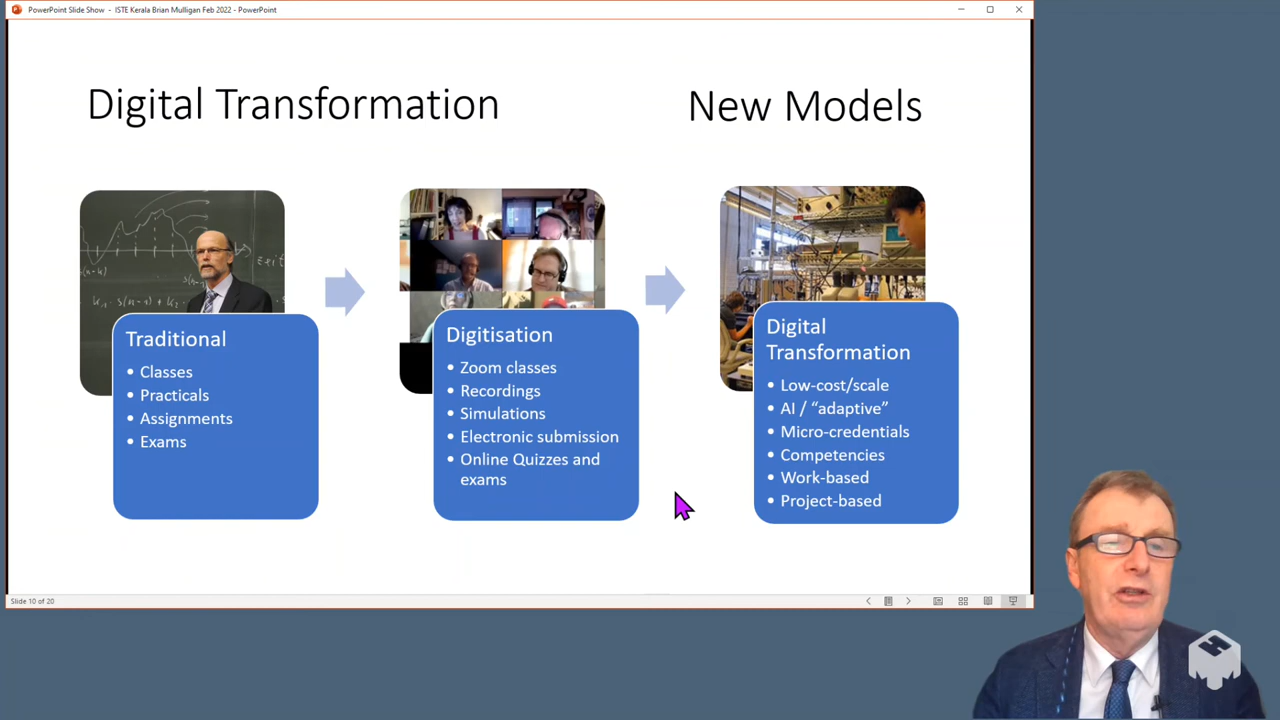 PowerPoint Slide Show - ISTE Kerala Brian Mulligan Feb 2022 - PowerPoint
Digital Transformation
New Models
Traditional
• Classes
• Practicals
• Assignments
• Exams
Digitisation
• Zoom classes
• Recordings
• Simulations
• Electronic submission
• Online Quizzes and
exams
Digital
Transformation
• Low-cost/scale
• AI / “adaptive”
• Micro-credentials
• Competencies
• Work-based
• Project-based
Slide 10 of 20